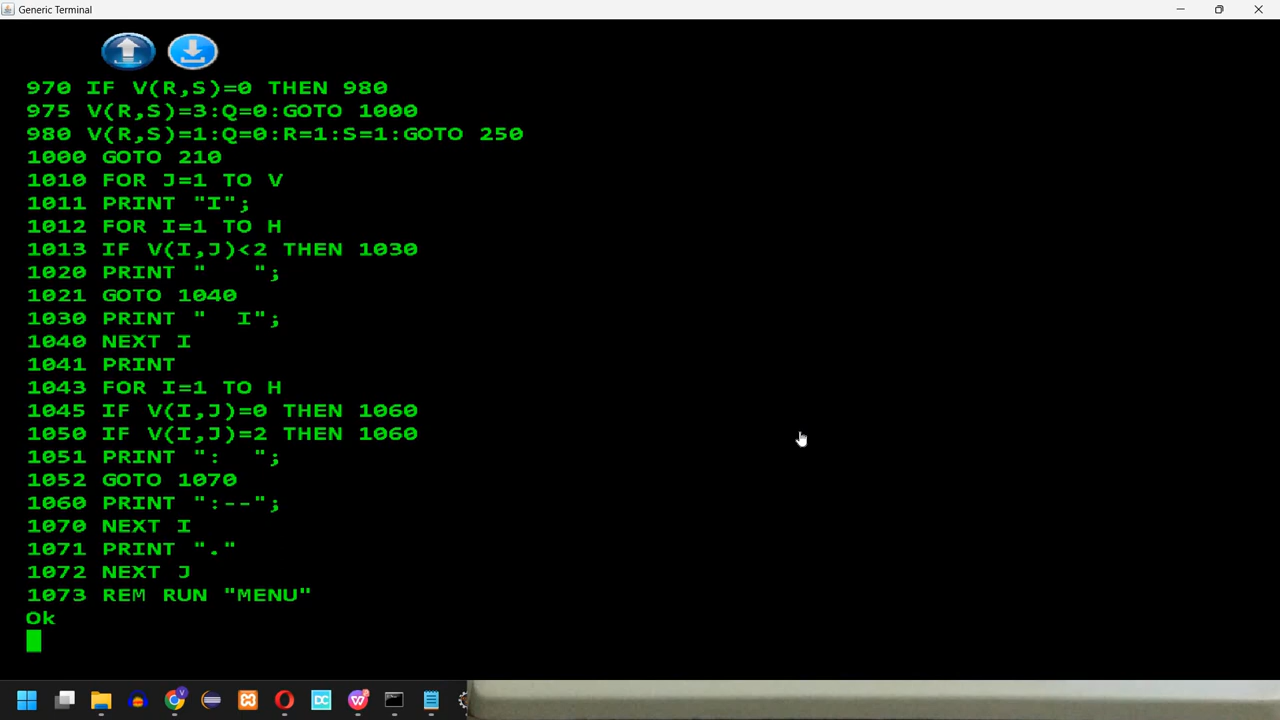 Generic Terminal
970 IF V(R,S)=0 THEN 980
975 V(R,S)=3:Q=0:GOTO 1000
980 V(R,S)=1:Q=0:R=1:S=1:GOTO 250
1000 GOTO 210
1010 FOR J=1 TO V
1011 PRINT "I";
1012 FOR I=1 TO H
1013 IF V(I,J)<2 THEN 1030
1020 PRINT "   ";
1021 GOTO 1040
1030 PRINT "  I";
1040 NEXT I
1041 PRINT
1043 FOR I=1 TO H
1045 IF V(I,J)=0 THEN 1060
1050 IF V(I,J)=2 THEN 1060
1051 PRINT ":  ";
1052 GOTO 1070
1060 PRINT ":--";
1070 NEXT I
1071 PRINT "."
1072 NEXT J
1073 REM RUN "MENU"
Ok
V
DC
W